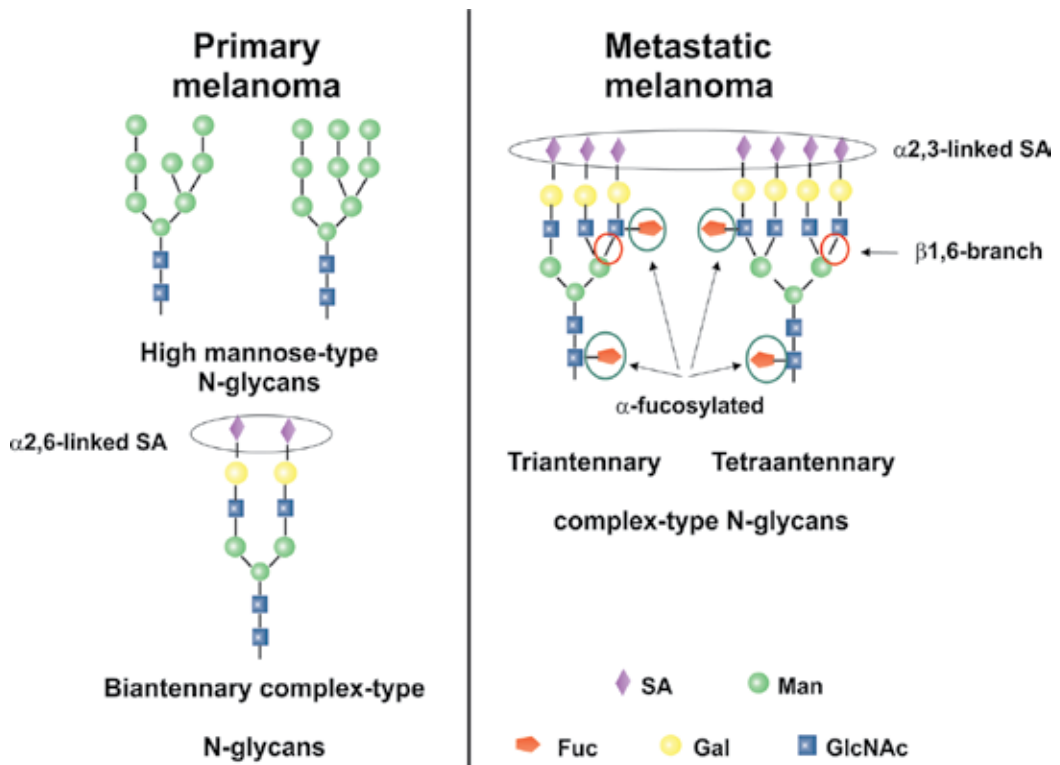 Primary
melanoma
High mannose-type
N-glycans
α2,6-linked SA
Biantennary complex-type
N-glycans
Metastatic
melanoma
α2,3-linked SA
β1,6-branch
α-fucosylated
Triantennary Tetraantennary
complex-type N-glycans
SA Man
Fuc Gal GlcNAc